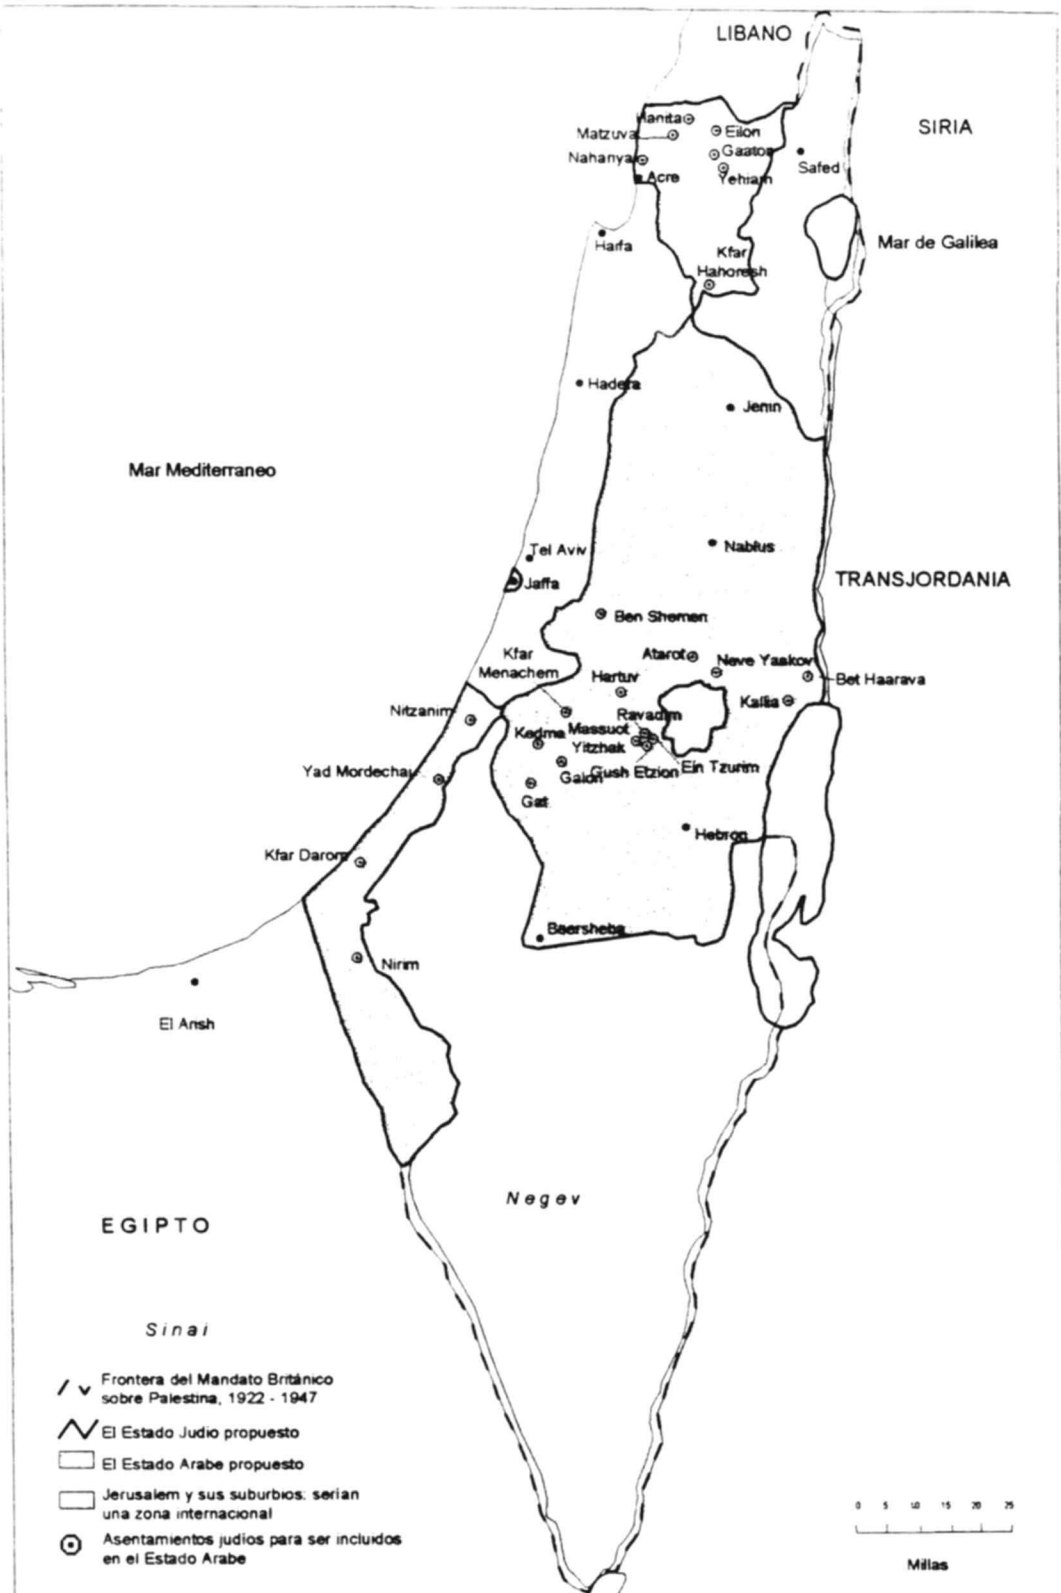 LIBANO
SIRIA
Hanita
Matzuva
Eilon
Nahanya
Gaaton
Safed
Acre
Yehiam
Haifa
Mar de Galilea
Kfar
Hahoresh
Hadera
Jenin
Mar Mediterraneo
Tel Aviv
Nablus
Jaffa
TRANSJORDANIA
Ben Shemen
Kfar
Menachem
Atarot
Neve Yaakov
Hartuv
Bet Haarava
Kallia
Nitzanim
Ravadim
Kedma
Massuot
Yitzhak
Ein Tzurim
Gush Etzion
Yad Mordechai
Galon
Gat
Hebron
Kfar Darom
Beersheba
Nirim
El Arish
Negev
EGIPTO
Sinai
Frontera del Mandato Británico
sobre Palestina, 1922 - 1947
El Estado Judio propuesto
El Estado Arabe propuesto
Jerusalem y sus suburbios: serían
una zona internacional
Asentamientos judíos para ser incluidos
en el Estado Arabe
0 5 10 15 20 25
Millas